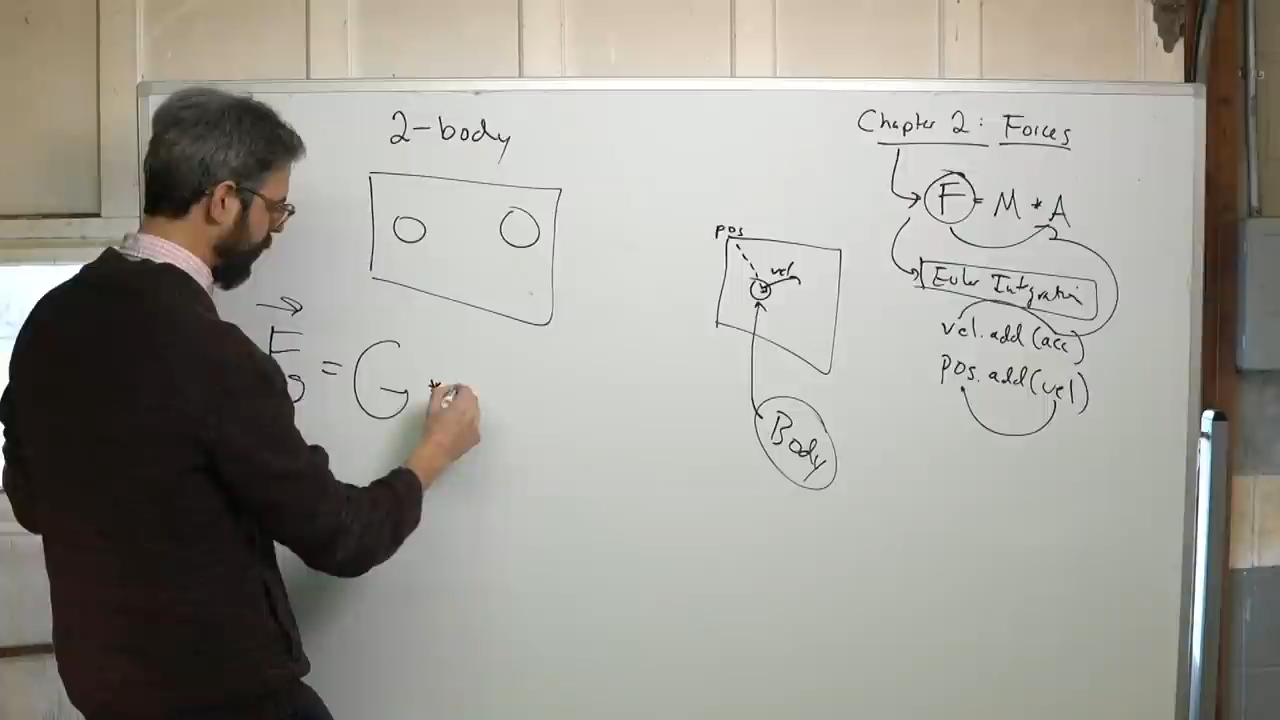 2-body
F g = G *
pos
vel
Body
Chapter 2: Forces
F = M * A
Euler Integration
vel.add(acc)
pos.add(vel)